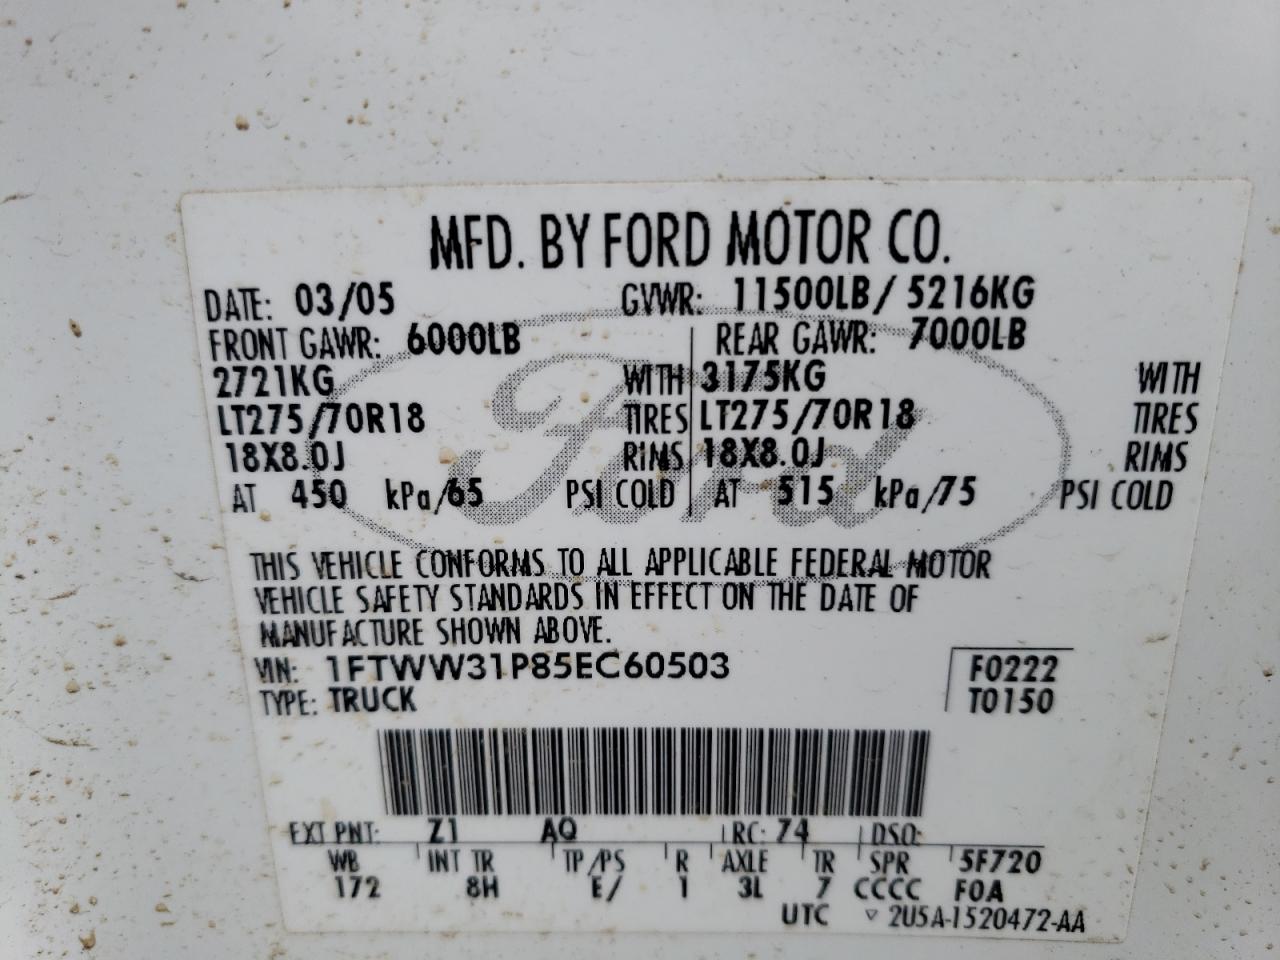 MFD. BY FORD MOTOR CO.
DATE: 03/05 GVWR: 11500LB/ 5216KG
FRONT GAWR: 6000LB REAR GAWR: 7000LB
2721KG WITH 3175KG WITH
LT275/70R18 TIRES LT275/70R18 TIRES
18X8.0J RIMS 18X8.0J RIMS
AT 450 kPa/65 PSI COLD AT 515 kPa/75 PSI COLD
Ford
THIS VEHICLE CONFORMS TO ALL APPLICABLE FEDERAL MOTOR
VEHICLE SAFETY STANDARDS IN EFFECT ON THE DATE OF
MANUFACTURE SHOWN ABOVE.
VIN: 1FTWW31P85EC60503 F0222
TYPE: TRUCK T0150
EXT PNT: Z1 AQ RC: 74 DSO:
WB INT TR TP/PS R AXLE TR SPR 5F720
172 8H E/ 1 3L 7 CCCC F0A
UTC ▽ 2U5A-1520472-AA